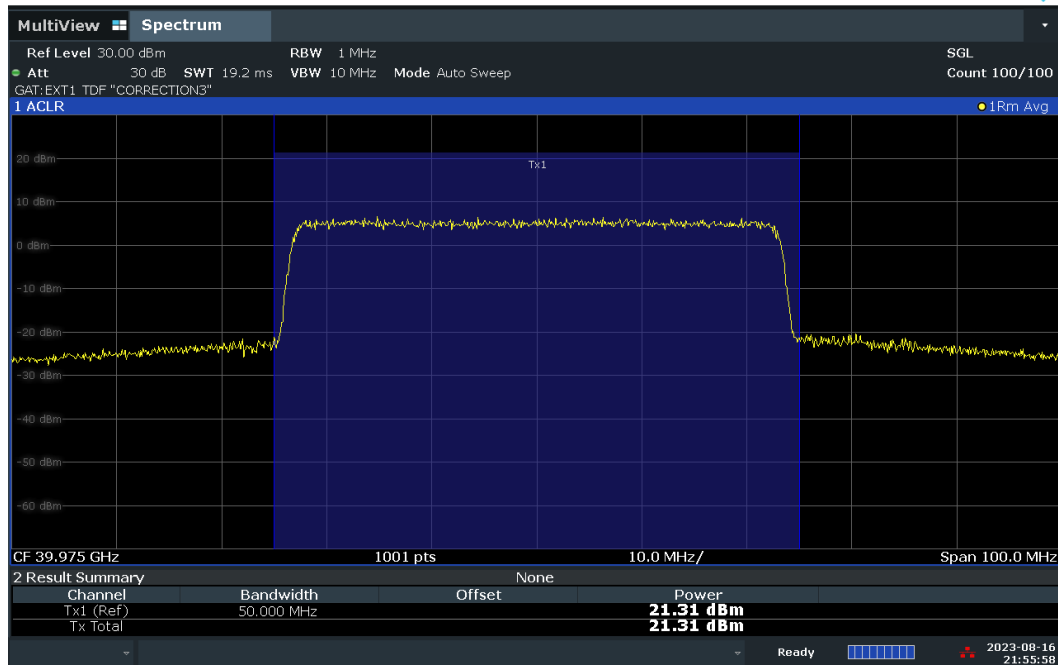 MultiView Spectrum
Ref Level 30.00 dBm RBW 1 MHz SGL
Att 30 dB SWT 19.2 ms VBW 10 MHz Mode Auto Sweep Count 100/100
GAT:EXT1 TDF "CORRECTION3"
1 ACLR 1Rm Avg
Tx1
20 dBm
10 dBm
0 dBm
-10 dBm
-20 dBm
-30 dBm
-40 dBm
-50 dBm
-60 dBm
CF 39.975 GHz 1001 pts 10.0 MHz/ Span 100.0 MHz
2 Result Summary None
Channel Bandwidth Offset Power
Tx1 (Ref) 50.000 MHz 21.31 dBm
Tx Total 21.31 dBm
Ready 2023-08-16
21:55:58